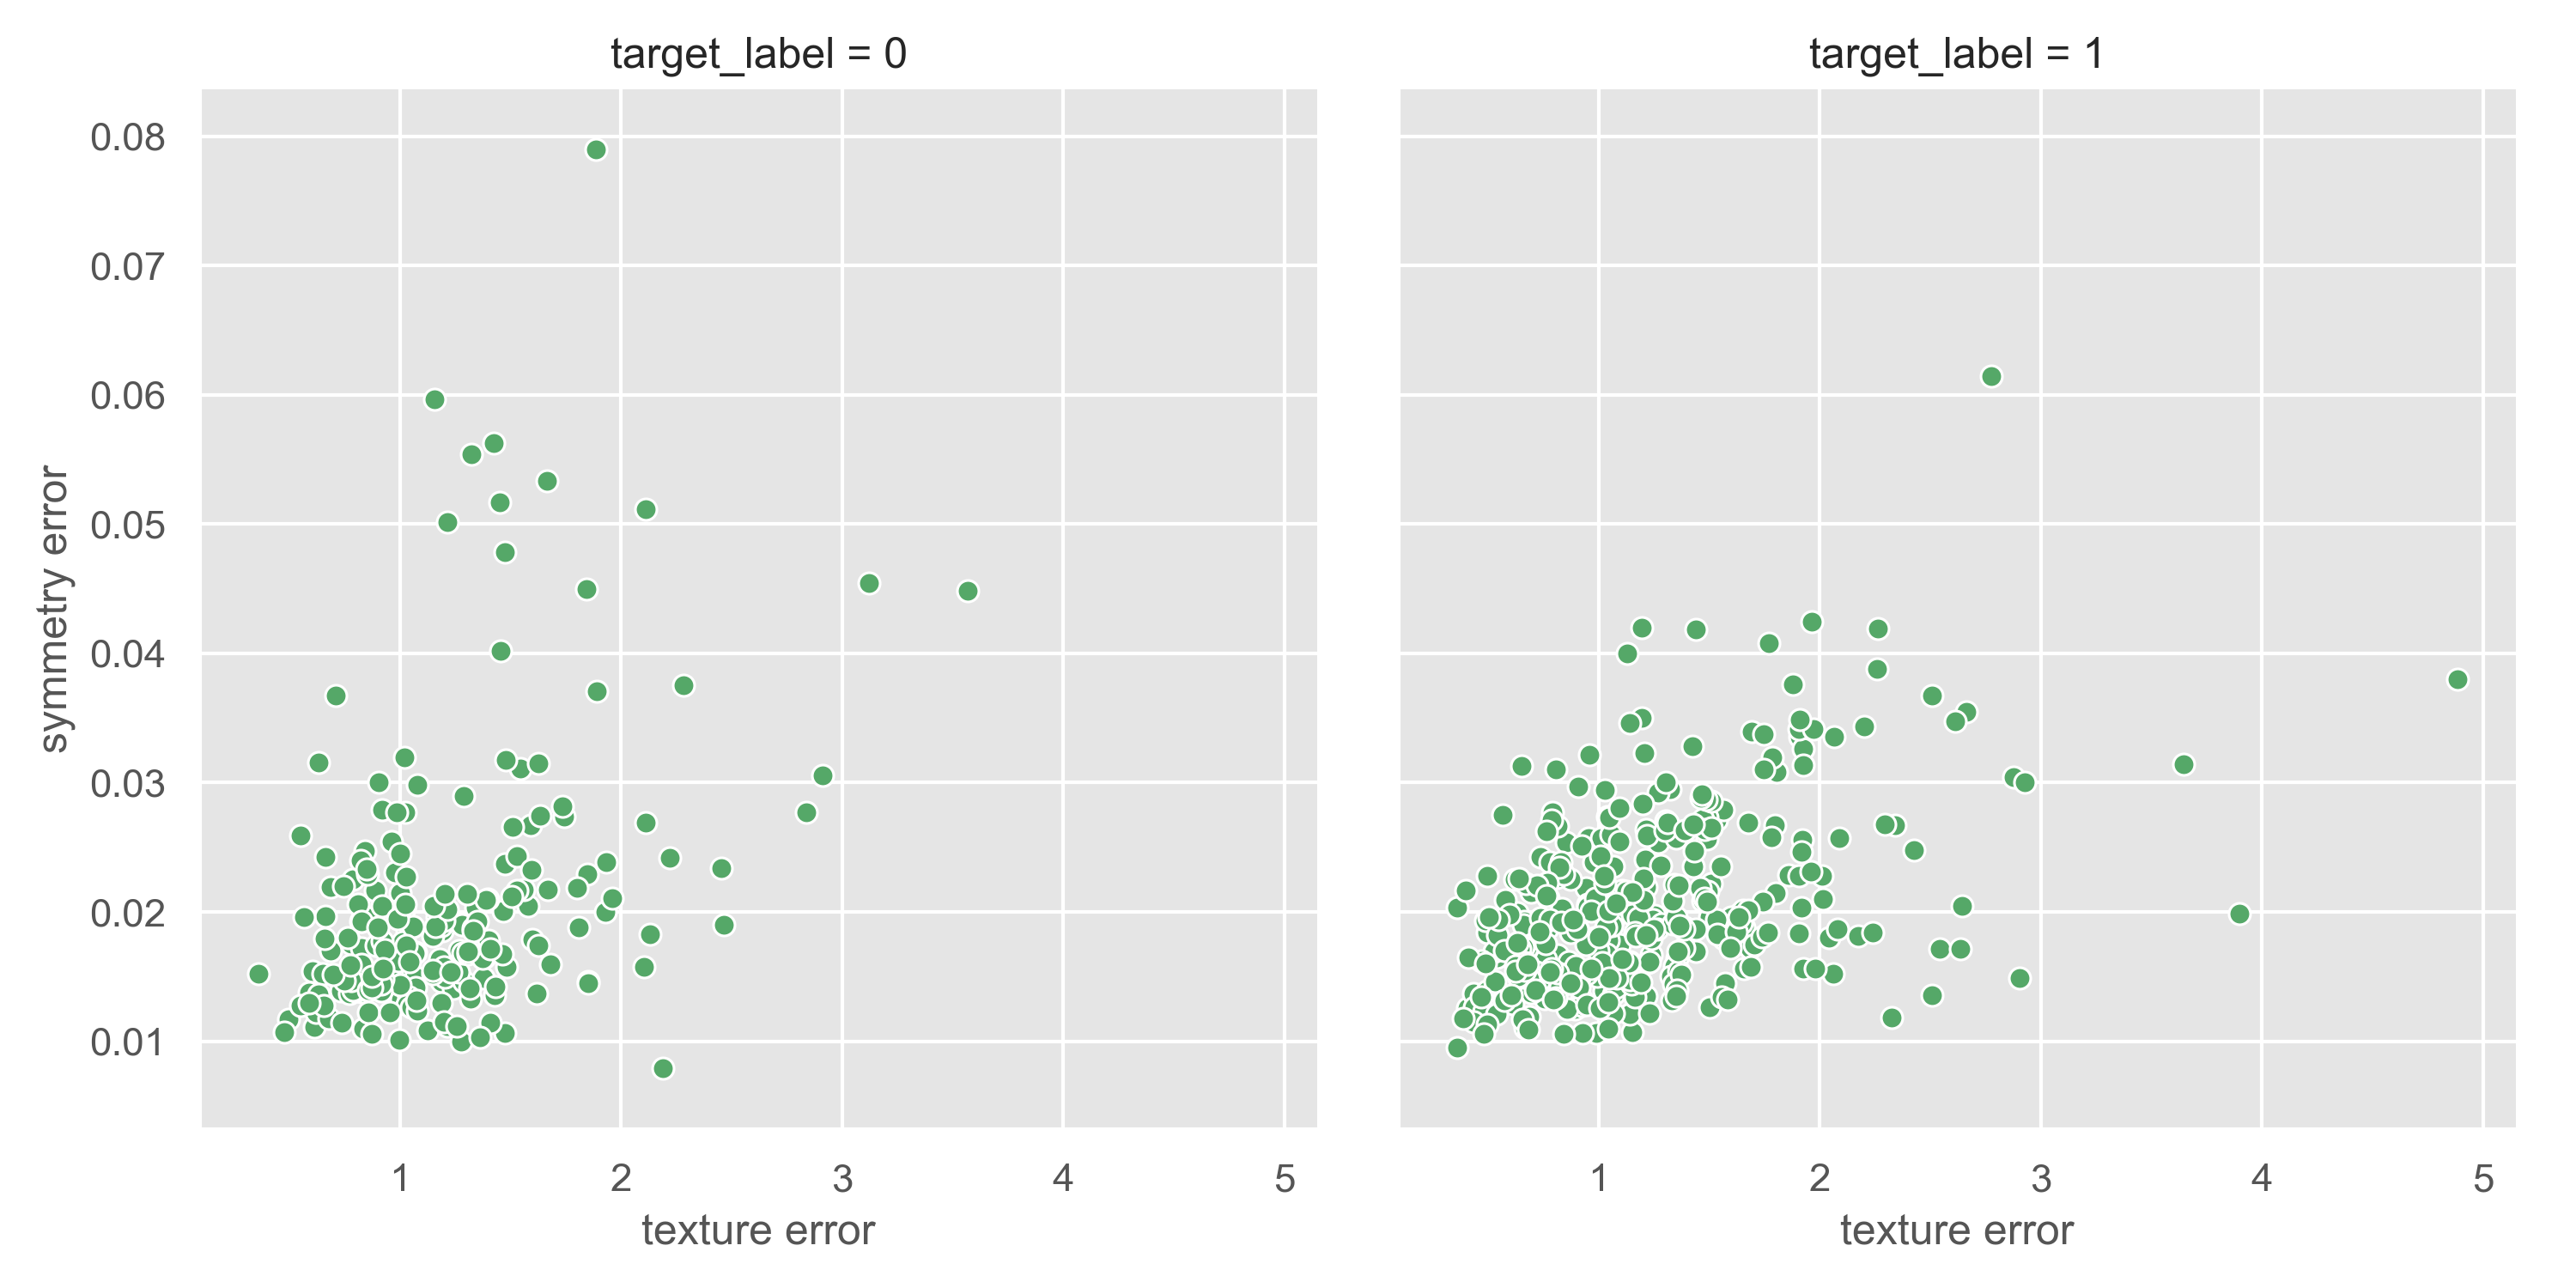 target_label = 0
target_label = 1
0.08
0.07
0.06
0.05
0.04
0.03
0.02
0.01
symmetry error
1 2 3 4 5
1 2 3 4 5
texture error
texture error